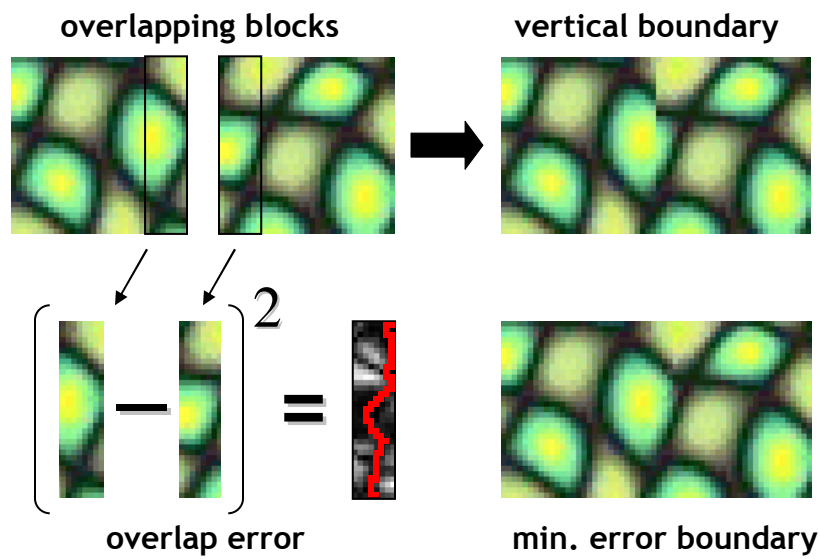 overlapping blocks
vertical boundary
2
overlap error
min. error boundary